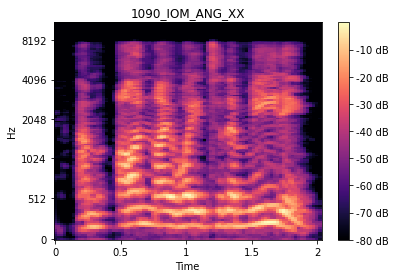 1090_IOM_ANG_XX
8192
4096
2048
1024
512
0
Hz
0
0.5
1
1.5
2
Time
-10 dB
-20 dB
-30 dB
-40 dB
-50 dB
-60 dB
-70 dB
-80 dB